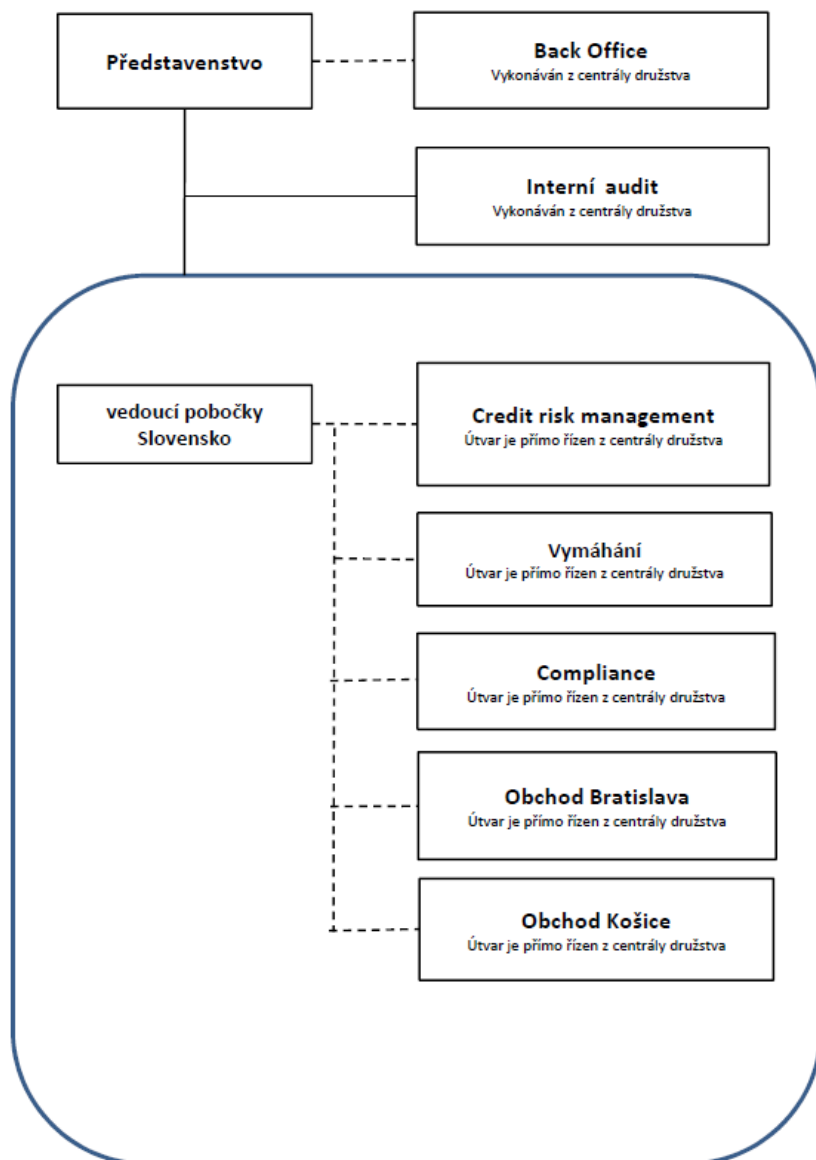 Představenstvo
Back Office
Vykonáván z centrály družstva
Interní audit
Vykonáván z centrály družstva
vedoucí pobočky
Slovensko
Credit risk management
Útvar je přímo řízen z centrály družstva
Vymáhání
Útvar je přímo řízen z centrály družstva
Compliance
Útvar je přímo řízen z centrály družstva
Obchod Bratislava
Útvar je přímo řízen z centrály družstva
Obchod Košice
Útvar je přímo řízen z centrály družstva